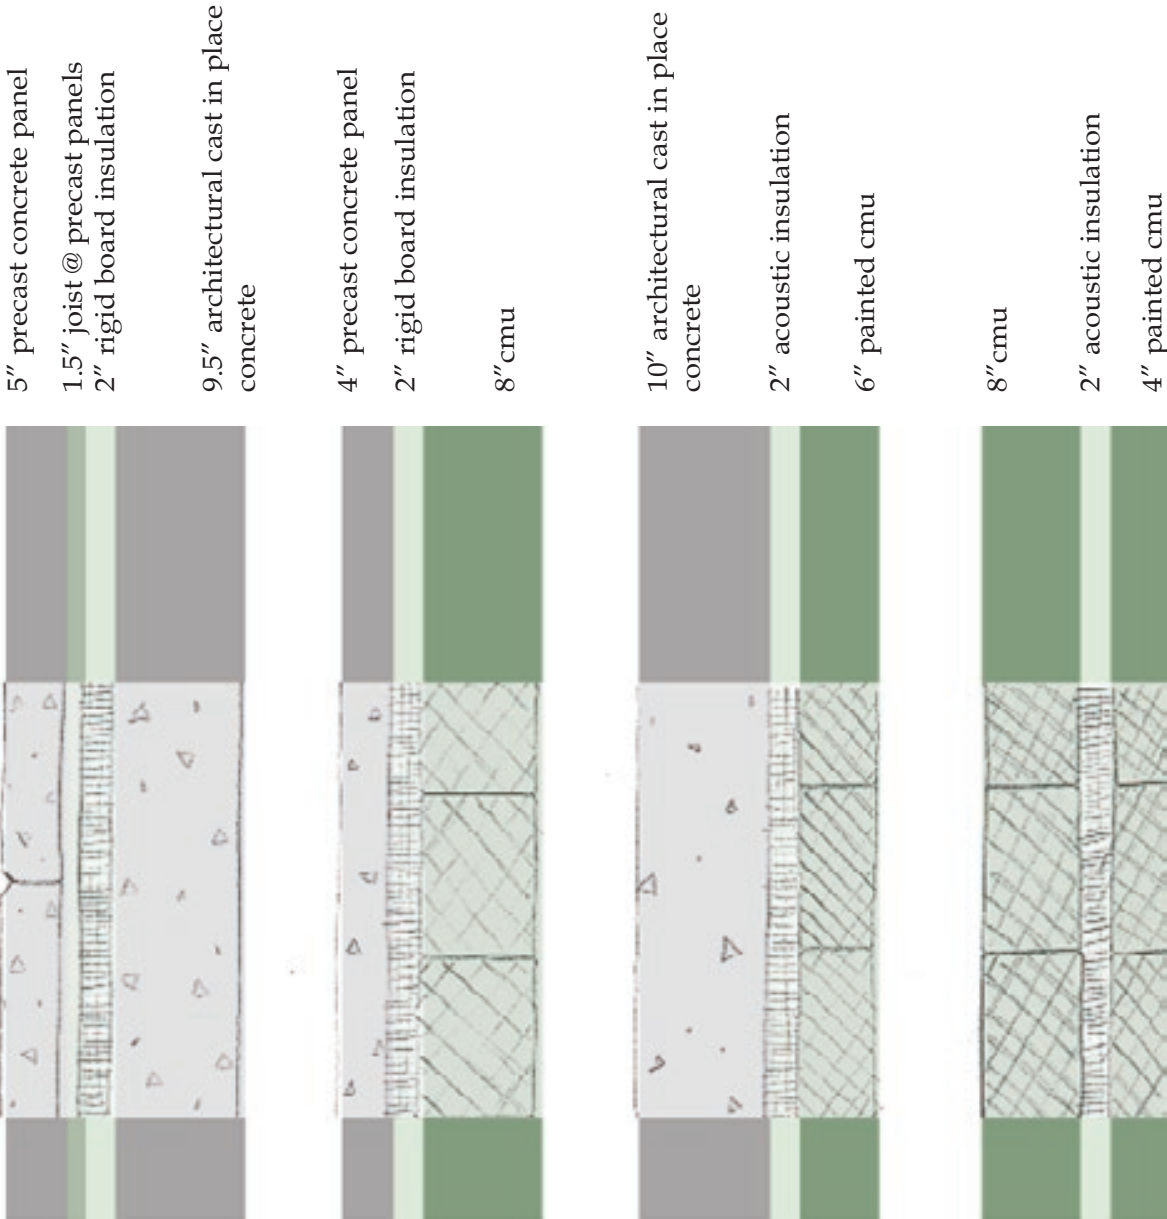 5″ precast concrete panel
1.5″ joist @ precast panels
2″ rigid board insulation
9.5″ architectural cast in place
concrete
4″ precast concrete panel
2″ rigid board insulation
8″cmu
10″ architectural cast in place
concrete
2″ acoustic insulation
6″ painted cmu
8″cmu
2″ acoustic insulation
4″ painted cmu